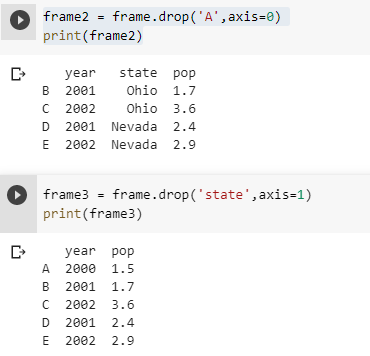 frame2 = frame.drop('A',axis=0)
print(frame2)
year state pop
B 2001 Ohio 1.7
C 2002 Ohio 3.6
D 2001 Nevada 2.4
E 2002 Nevada 2.9
frame3 = frame.drop('state',axis=1)
print(frame3)
year pop
A 2000 1.5
B 2001 1.7
C 2002 3.6
D 2001 2.4
E 2002 2.9